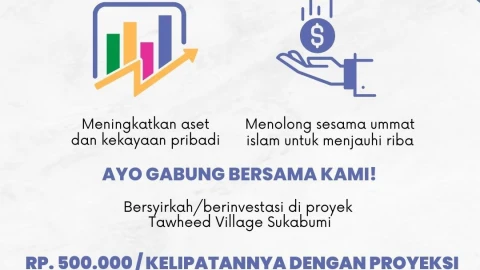 Meningkatkan aset
dan kekayaan pribadi
Menolong sesama ummat
islam untuk menjauhi riba
AYO GABUNG BERSAMA KAMI!
Bersyirkah/berinvestasi di proyek
Tawheed Village Sukabumi
RP. 500.000 / KELIPATANNYA DENGAN PROYEKSI